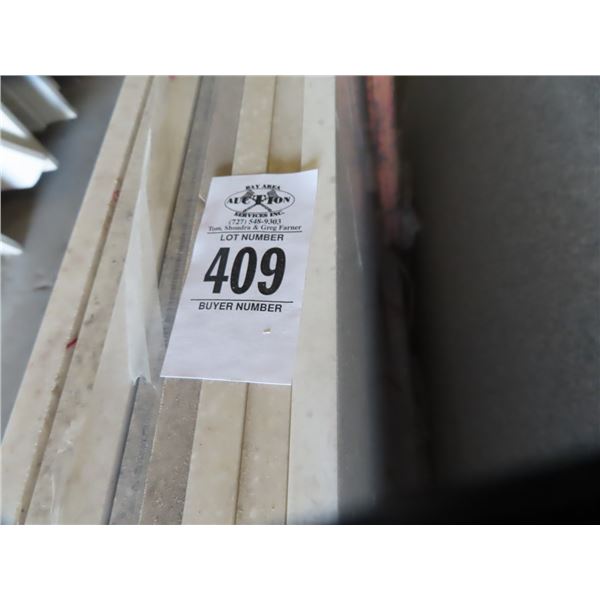 BAY AREA
AUCTION
SERVICES INC.
(727) 548-9303
Tom, Shondra & Greg Farner
LOT NUMBER
409
BUYER NUMBER